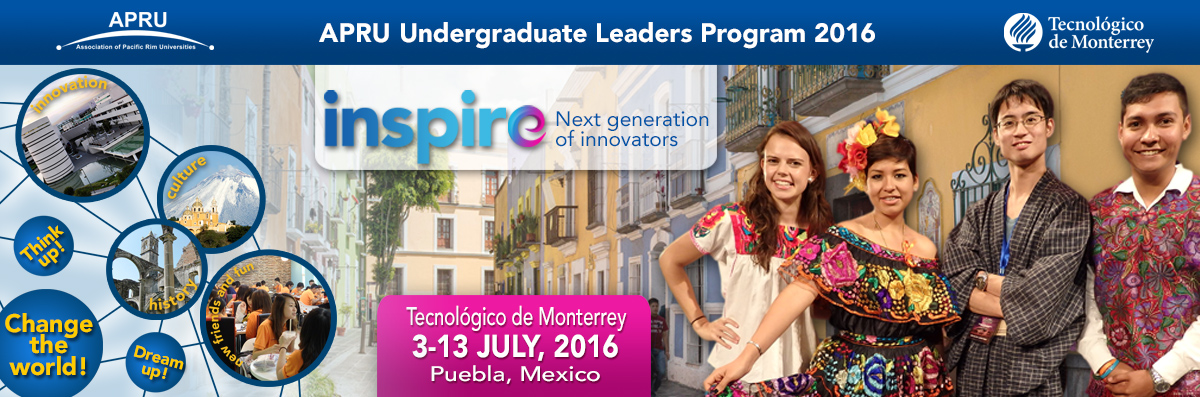 APRU
Association of Pacific Rim Universities
APRU Undergraduate Leaders Program 2016
Tecnológico
de Monterrey
inspire
Next generation
of innovators
innovation
culture
Think
up!
history
new friends and fun
Change
the
world!
Dream
up!
Tecnológico de Monterrey
3-13 JULY, 2016
Puebla, Mexico